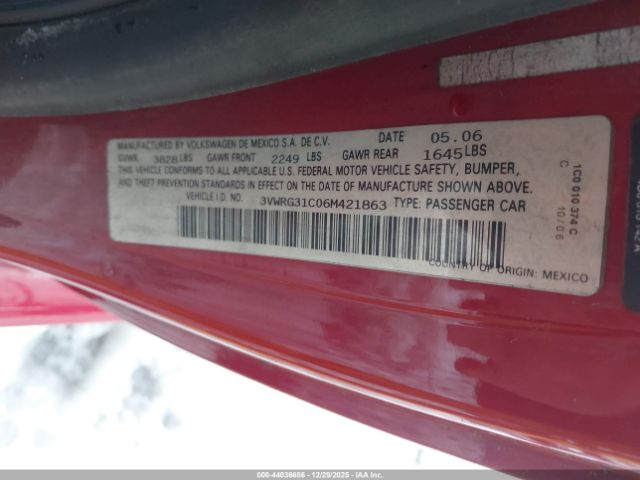 MANUFACTURED BY VOLKSWAGEN DE MEXICO S.A. DE C.V. DATE 05.06
GVWR 3828 LBS GAWR FRONT 2249 LBS GAWR REAR 1645 LBS
THIS VEHICLE CONFORMS TO ALL APPLICABLE U.S. FEDERAL MOTOR VEHICLE SAFETY, BUMPER,
AND THEFT PREVENTION STANDARDS IN EFFECT ON THE DATE OF MANUFACTURE SHOWN ABOVE.
VEHICLE I.D. NO. 3VWRG31C06M421863 TYPE: PASSENGER CAR
COUNTRY OF ORIGIN: MEXICO
1C0 010 374 C
C
10/06
000-44036686 - 12/29/2025 - IAAI.COM